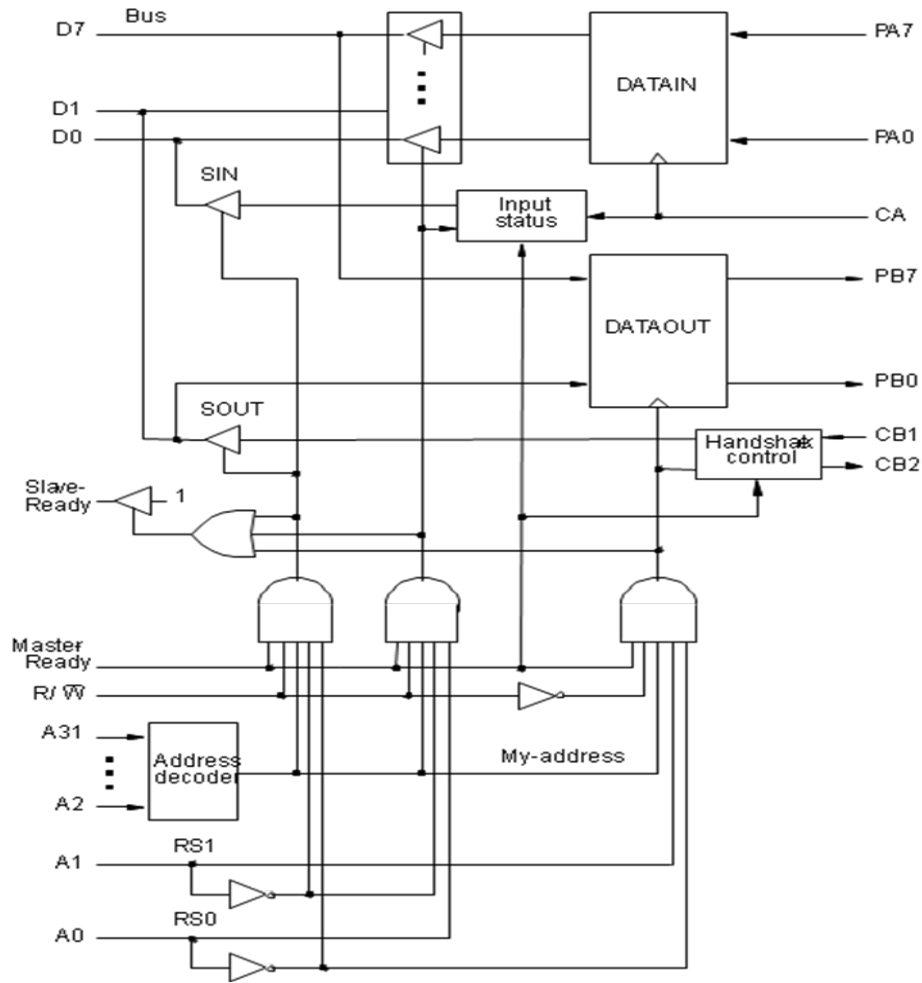 Bus
D7
PA7
DATAIN
D1
D0
PA0
SIN
Input
status
CA
PB7
DATAOUT
PB0
SOUT
CB1
Handshake
control
CB2
Slave-
Ready
1
Master
Ready
R/W̅
A31
Address
decoder
My-address
A2
RS1
A1
RS0
A0